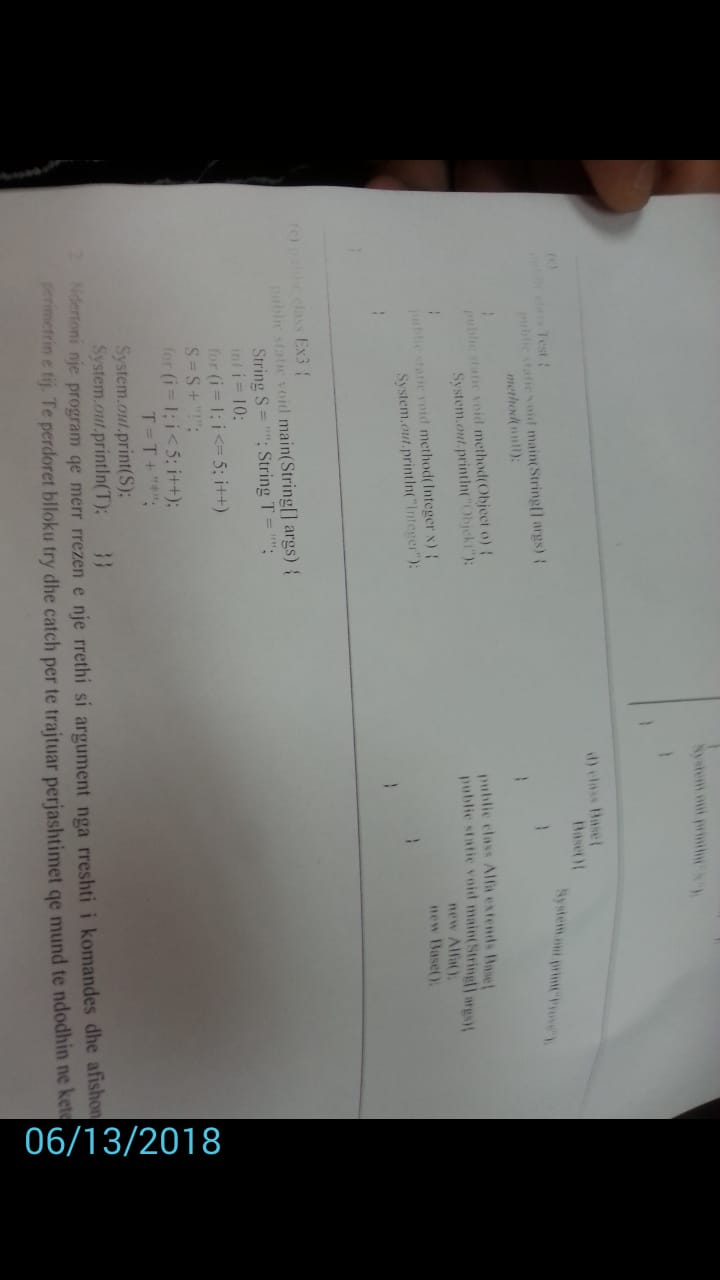 }
System.out.println("x");
}
}
(c)
public class Test {
public static void main(String[] args) {
method(null);
}
public static void method(Object o) {
System.out.println("Objekt");
}
public static void method(Integer x) {
System.out.println("Integer");
}
}
d) class Base{
Base(){
System.out.print("Prove");
}
}
public class Alfa extends Base{
public static void main(String[] args){
new Alfa();
new Base();
}
}
(e) public class Ex3 {
public static void main(String[] args) {
String S = ""; String T = "";
int i = 10;
for (i = 1; i <= 5; i++)
S = S + "!";
for (i = 1; i < 5; i++);
T = T + "*";
System.out.print(S);
System.out.println(T); }}
2. Ndertoni nje program qe merr rrezen e nje rrethi si argument nga rreshti i komandes dhe afishon
perimetrin e tij. Te perdoret blloku try dhe catch per te trajtuar perjashtimet qe mund te ndodhin ne kete
06/13/2018